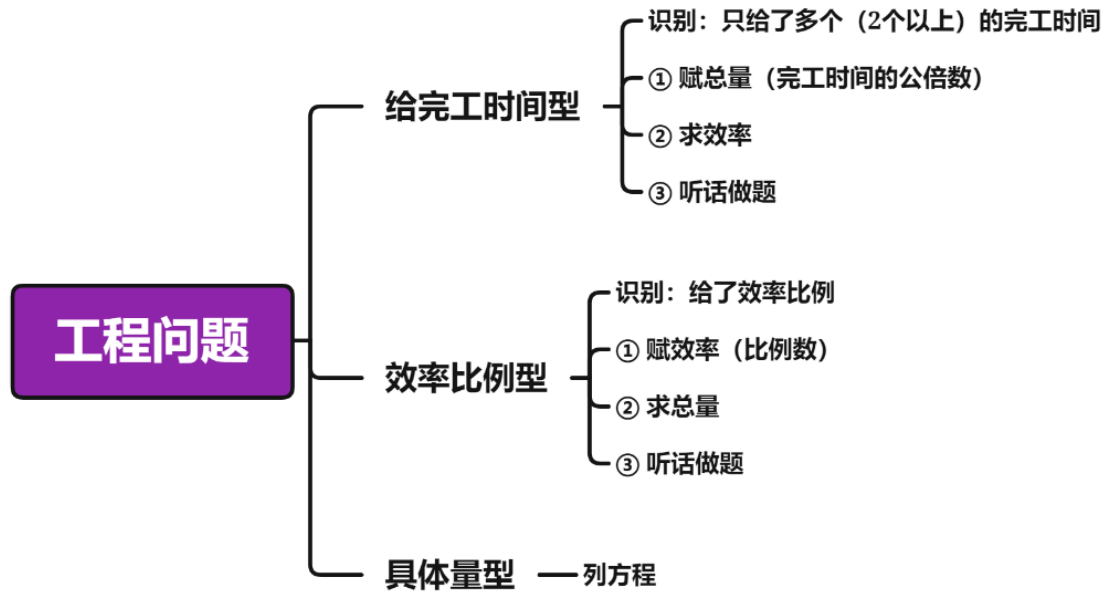 工程问题
给完工时间型
识别：只给了多个（2个以上）的完工时间
① 赋总量（完工时间的公倍数）
② 求效率
③ 听话做题
效率比例型
识别：给了效率比例
① 赋效率（比例数）
② 求总量
③ 听话做题
具体量型
列方程